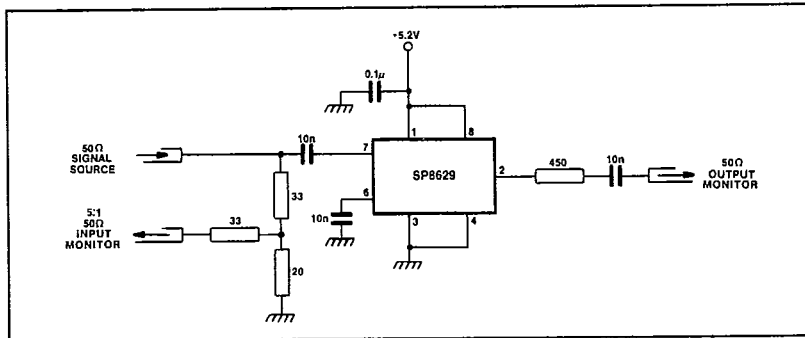 +5.2V
0.1μ
1
8
50Ω
SIGNAL
SOURCE
10n
7
SP8629
2
450
10n
50Ω
OUTPUT
MONITOR
33
6
5:1
50Ω
INPUT
MONITOR
33
10n
3
4
20